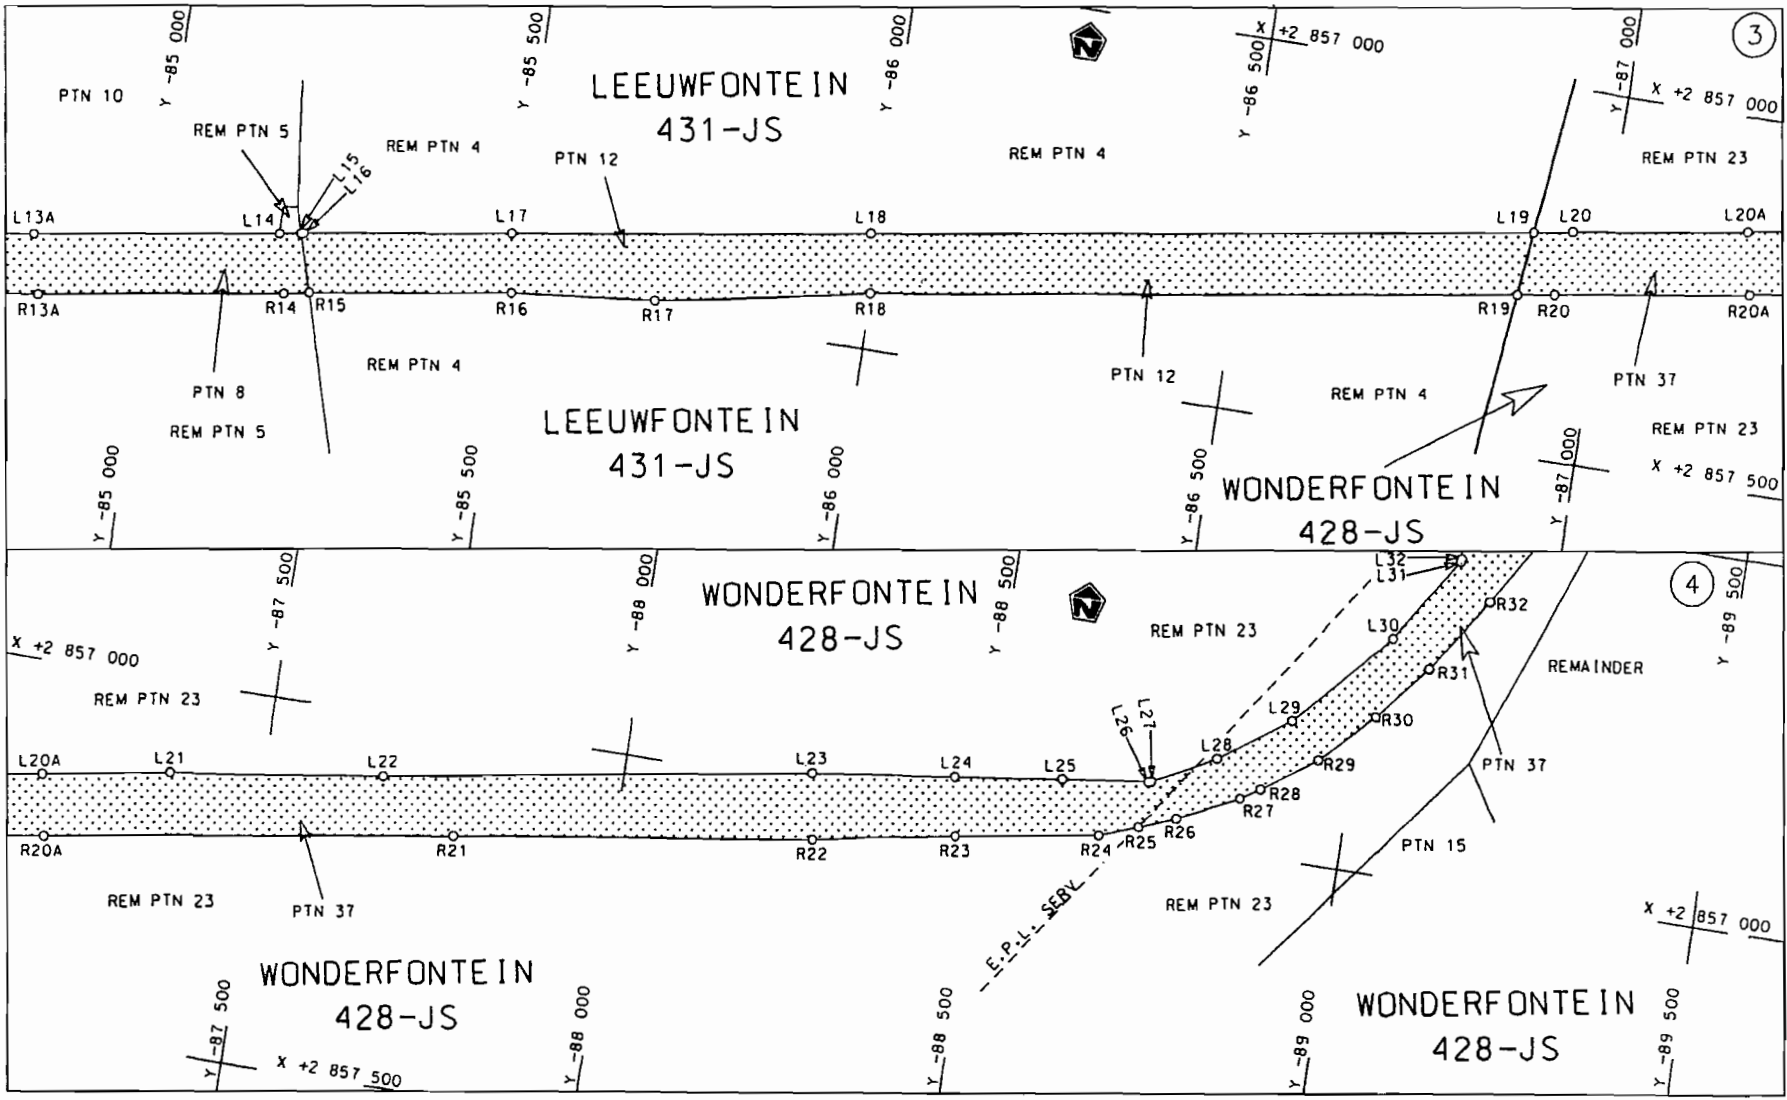 Y -85 000
Y -85 500
Y -86 000
Y -86 500
X +2 857 000
Y -87 000
X +2 857 000
3
N
LEEUWFONTEIN
431-JS
PTN 10
REM PTN 5
REM PTN 4
PTN 12
REM PTN 4
REM PTN 23
L15
L16
L13A
L14
L17
L18
L19
L20
L20A
R13A
R14
R15
R16
R17
R18
R19
R20
R20A
PTN 8
REM PTN 5
REM PTN 4
PTN 12
REM PTN 4
PTN 37
REM PTN 23
LEEUWFONTEIN
431-JS
WONDERFONTEIN
428-JS
Y -85 000
Y -85 500
Y -86 000
Y -86 500
Y -87 000
X +2 857 500
Y -87 500
Y -88 000
Y -88 500
Y -89 500
4
N
WONDERFONTEIN
428-JS
X +2 857 000
REM PTN 23
REM PTN 23
L32
L31
R32
L30
R31
REMAINDER
L29
R30
L26
L27
L28
R29
PTN 37
L20A
L21
L22
L23
L24
L25
R28
R27
R26
R25
R24
R20A
R21
R22
R23
PTN 15
REM PTN 23
PTN 37
E.P.L. SERV.
REM PTN 23
X +2 857 000
WONDERFONTEIN
428-JS
WONDERFONTEIN
428-JS
Y -87 500
X +2 857 500
Y -88 000
Y -88 500
Y -89 000
Y -89 500